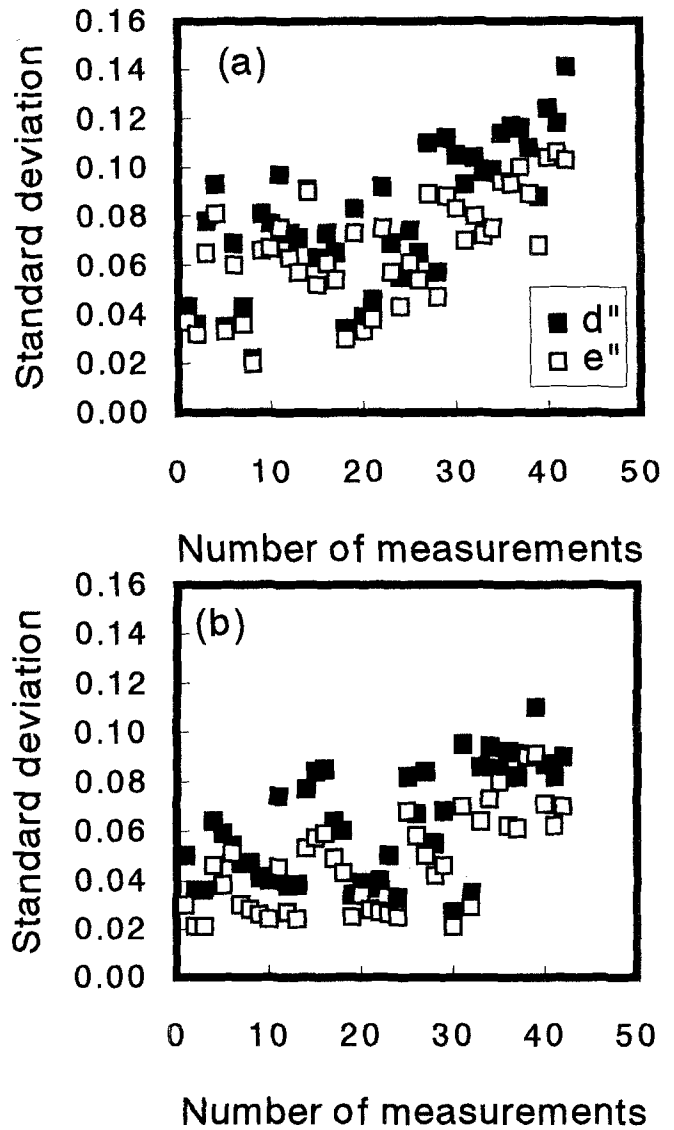 0.16
(a)
0.14
0.12
0.10
0.08
0.06
0.04
0.02
0.00
Standard deviation
■ d"
□ e"
0 10 20 30 40 50
Number of measurements
0.16
(b)
0.14
0.12
0.10
0.08
0.06
0.04
0.02
0.00
Standard deviation
0 10 20 30 40 50
Number of measurements